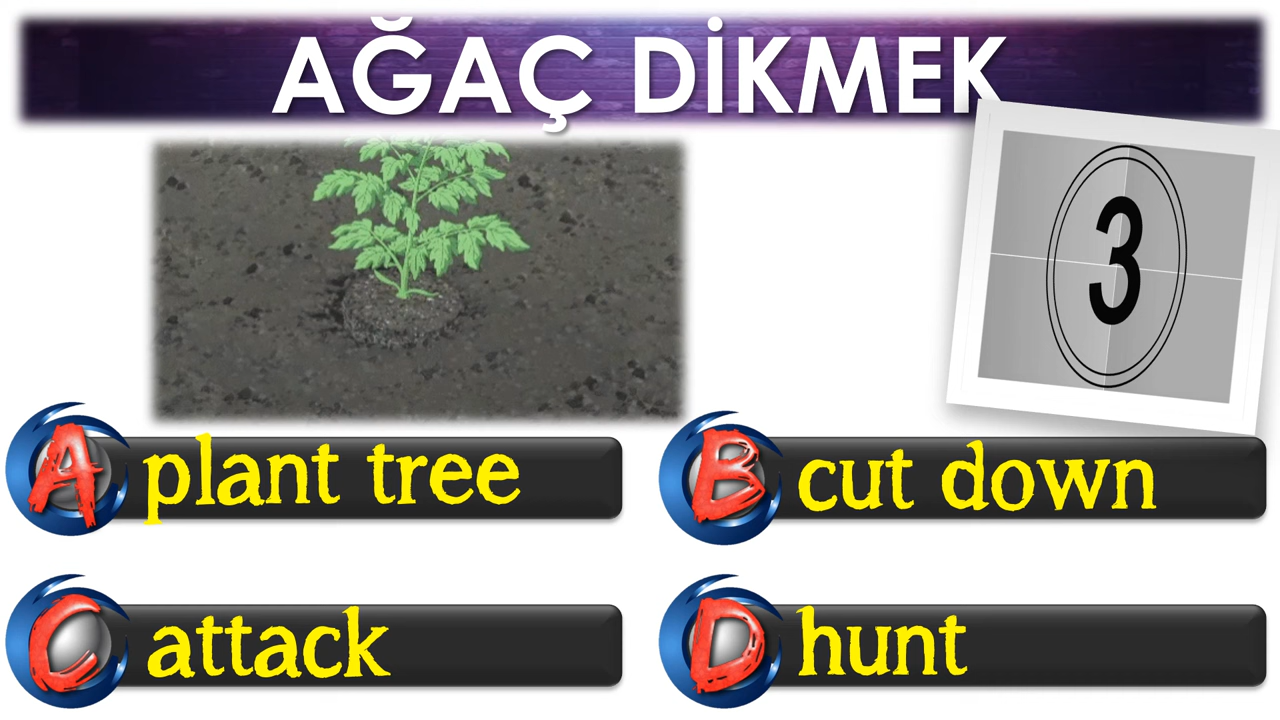 AĞAÇ DİKMEK
3
A plant tree
B cut down
C attack
D hunt